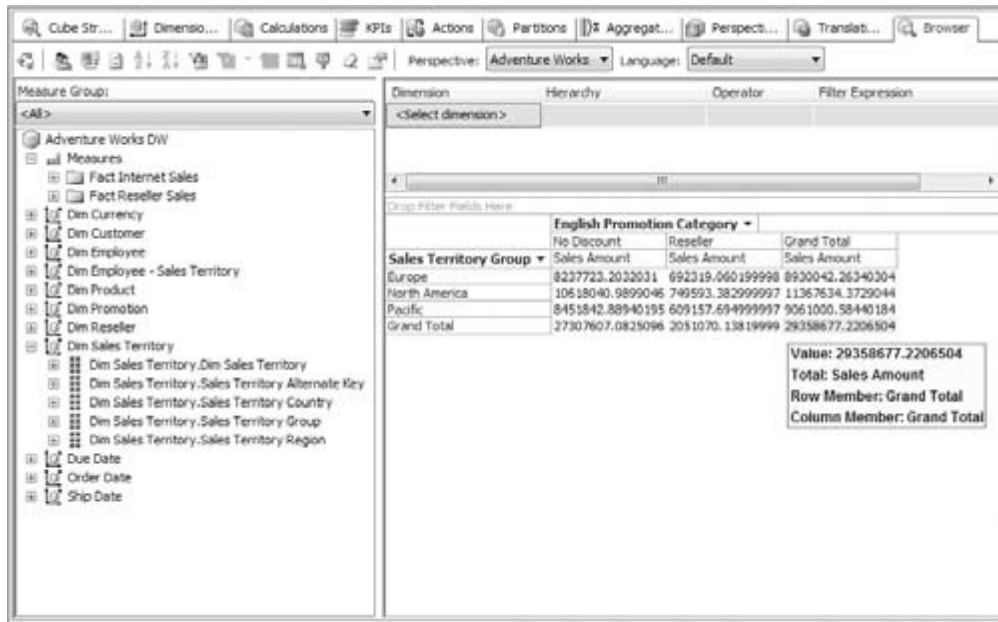 Cube Str... Dimensio... Calculations KPIs Actions Partitions Aggregat... Perspecti... Translati... Browser
Perspective: Adventure Works Language: Default
Measure Group:
<All>
Adventure Works DW
Measures
Fact Internet Sales
Fact Reseller Sales
Dim Currency
Dim Customer
Dim Employee
Dim Employee - Sales Territory
Dim Product
Dim Promotion
Dim Reseller
Dim Sales Territory
Dim Sales Territory.Dim Sales Territory
Dim Sales Territory.Sales Territory Alternate Key
Dim Sales Territory.Sales Territory Country
Dim Sales Territory.Sales Territory Group
Dim Sales Territory.Sales Territory Region
Due Date
Order Date
Ship Date
Dimension Hierarchy Operator Filter Expression
<Select dimension>
Drop Filter Fields Here
English Promotion Category
No Discount Reseller Grand Total
Sales Territory Group Sales Amount Sales Amount Sales Amount
Europe 8237723.2032031 692319.060199998 8930042.26340304
North America 10618040.9899046 749593.382999997 11367634.3729044
Pacific 8451842.88940195 609157.694999997 9061000.58440184
Grand Total 27307607.0825096 2051070.13819999 29358677.2206504
Value: 29358677.2206504
Total: Sales Amount
Row Member: Grand Total
Column Member: Grand Total